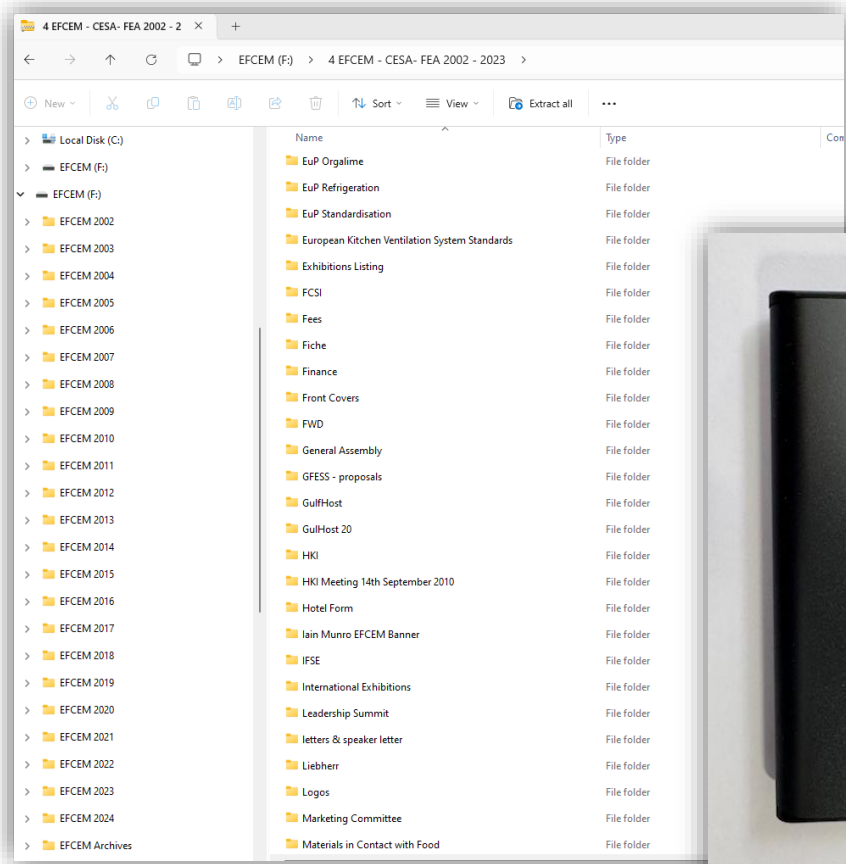 4 EFCEM - CESA- FEA 2002 - 2
EFCEM (F:) > 4 EFCEM - CESA- FEA 2002 - 2023 >
New Sort View Extract all ...
Local Disk (C:)
EFCEM (F:)
EFCEM (F:)
EFCEM 2002
EFCEM 2003
EFCEM 2004
EFCEM 2005
EFCEM 2006
EFCEM 2007
EFCEM 2008
EFCEM 2009
EFCEM 2010
EFCEM 2011
EFCEM 2012
EFCEM 2013
EFCEM 2014
EFCEM 2015
EFCEM 2016
EFCEM 2017
EFCEM 2018
EFCEM 2019
EFCEM 2020
EFCEM 2021
EFCEM 2022
EFCEM 2023
EFCEM 2024
EFCEM Archives
Name Type Com
EuP Orgalime File folder
EuP Refrigeration File folder
EuP Standardisation File folder
European Kitchen Ventilation System Standards File folder
Exhibitions Listing File folder
FCSI File folder
Fees File folder
Fiche File folder
Finance File folder
Front Covers File folder
FWD File folder
General Assembly File folder
GFESS - proposals File folder
GulfHost File folder
GulHost 20 File folder
HKI File folder
HKI Meeting 14th September 2010 File folder
Hotel Form File folder
Iain Munro EFCEM Banner File folder
IFSE File folder
International Exhibitions File folder
Leadership Summit File folder
letters & speaker letter File folder
Liebherr File folder
Logos File folder
Marketing Committee File folder
Materials in Contact with Food File folder